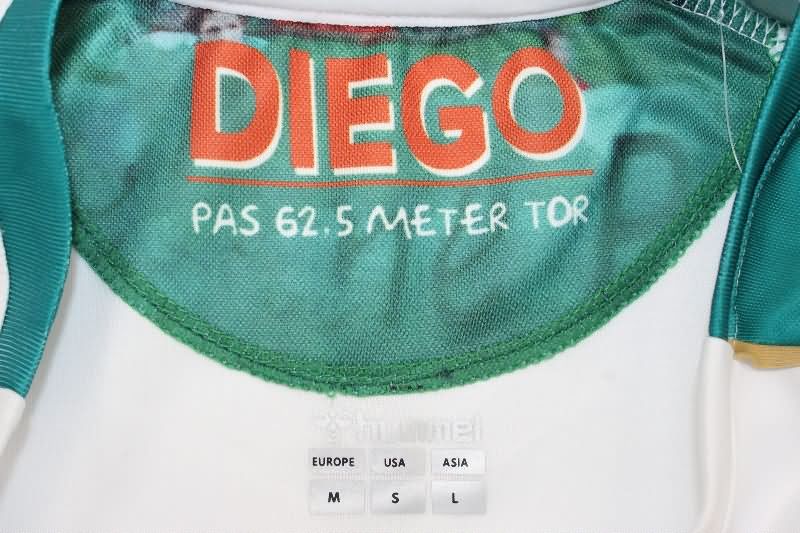 DIEGO
PAS 62.5 METER TOR
hummel
EUROPE USA ASIA
M S L